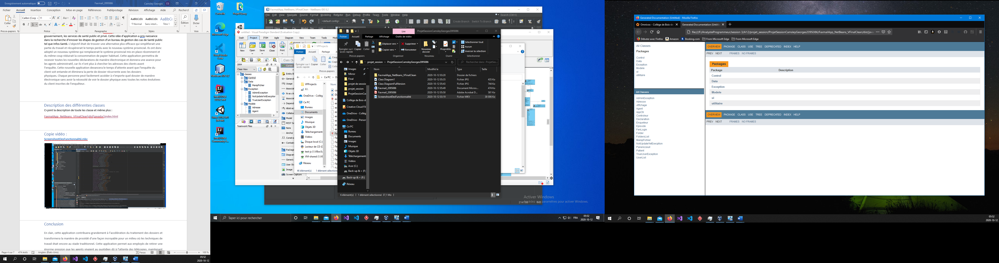 Enregistrement automatique
Faxmail_2095086
Camsley Georges
CG
Fichier Accueil Insertion Conception Mise en page Références Publipostage Révision Affichage Aide Recherch
Coller
Calibri (Corp 11
AaBbCcDc AaBbCcDc AaBbCc
¶ Normal Sans interl... Titre 1
Édition
Dicter
Presse-papiers Police Paragraphe Styles Voix
gouvernement, les services de santé public et privé. Cette idée d'application a prix naissance
dans la recherche d'innover les étapes de gestion d'un bureau de gestion des cas de Santé public
tel que Infos-Santé. L'objectif était de trouver une alternative plus efficace qui simplifierait une
partie du travail et récupérerait le temps perdu avec le nouveau système provincial. Ils ont donc
adopté un nouveau système qui remplacerait le système provincial mis en place récemment et
du même coup réduirait la consommation de papier habituel. Cette application permettra de
recevoir toutes les nouvelles déclarations de manière électronique et donnera une avance pour
les agents administratif, car ils n'ont plus à chercher les adresses des clients avant
l'enquête. Cette nouvelle application devancera le temps d'attente avant que l'enquête du
client soit entamée et éliminera la perte de dossier récurrente avec les dossiers
physiques. Chaque personne peut facilement accéder à n'importe quel dossier de manière
électronique sans avoir la nécessité de voir le dossier physique avec toutes les notes évolutives
du client inscrites de l'enquêteur.
Description des différentes classes
Ci-joint la description de toute les classe et même plus :
FaxmailApp_NetBeans_VFinalClean\dist\javadoc\index.html
Copie vidéo :
ScreenshootDesFunctionnalité.mkv
Conclusion
En clair, cette application contribuera grandement à l'accélération du traitement des dossiers et
transformera la manière de procédé d'une façon incroyable pour un milieu où les techniques de
travail était encore au stade traditionnel. Cette application permet aux employés de retirer une
énorme pression que les agents vivaient au quotidien dû à l'attente des télécopies, maintenant
Page 4 sur 7 474 mots Anglais (États-Unis) Focus 100 %
05:52
2020-10-12
Corbeille
ProjetJQuery
Microsoft Edge
Visual Studio
Code
NetBeans IDE 8.2
IntelliJ IDEA
2020.2 x64
Unity 2019.2.8f1
(64-bit)
IntelliJ IDEA
Community E...
FaxmailApp_NetBeans_VFinalClean - NetBeans IDE 8.2
File Edit View Navigate Source Format Refactor Run Debug Profile Team Tools Window Help Search (Ctrl+I)
<default config>
Create Branch Switch To Branch
untitled - Visual Paradigm Standard (Evaluation Copy)
Dash Project ITSM Agile Diagram View Team Tools
New Open Save Close Print
ORM
Class View
classes
Control
Data
ManipFichier
Exception
AdminException
NotUpdateYetException
TrueUserException
Modele
Adresse
Agent
Teamwork Files
Cursor
Usage
Model
Note
Anchor
Image
Screen Capture
VPProjects
Fichier Accueil Partage
Épingler sur l'accès rapide
Copier Coller
Presse-papiers
Ce PC
VPProjects
X:\
OneDrive - Collèg
Ce PC
Bureau
Documents
Images
Musique
Objets 3D
Téléchargements
Vidéos
Disque local (C:)
Lecteur de CD (D
test-js (\\VBoxSv
VM-shared (\\VB
Réseau
46 élément(s) 1 élément sélectionné
Lire
ProjetSessionCamsleyGeorges2095086
Fichier Accueil Partage Affichage Outils de vidéo
Épingler sur l'accès rapide
Copier Coller
Déplacer vers
Copier vers
Supprimer
Renommer
Nouveau dossier
Propriétés
Sélectionner tout
Aucun
Inverser la sélection
Presse-papiers Organiser Nouveau Ouvrir Sélectionner
projet_session > ProjetSessionCamsleyGeorges2095086
Rechercher dans : ProjetSes...
Nom Modifié le Type Taille
FaxmailApp_NetBeans_VFinalClean 2020-10-12 03:20 Dossier de fichiers
Class Diagram1 2020-10-12 05:35 Fichier JPG 435 Ko
Class DiagramFullVersion 2020-10-12 05:43 Fichier JPG 744 Ko
Faxmail_2095086 2020-10-12 05:49 Document Micros... 474 Ko
Faxmail_2095086 2020-10-12 05:50 Adobe Acrobat D... 581 Ko
ScreenshootDesFunctionnalité 2020-10-12 03:19 Fichier MKV 38 006 Ko
Images
Mirror
Final
projet de sesssio
projet_session
ProjetSessionCar
Collège de Bois-d
Creative Cloud Fil
OneDrive - Collèg
OneDrive - Person
Ce PC
Bureau
Documents
Images
Musique
Objets 3D
Téléchargements
Vidéos
Acer (C:)
Back-up & + (F:)
Back-up & + (F:)
Réseau
6 élément(s) 1 élément sélectionné 37,1 Mo
Activer Windows
Accédez aux paramètres pour activer Windows.
Taper ici pour rechercher
FRA
05:52
2020-10-12
Generated Documentation (Untitled) - Mozilla Firefox
Omnivox - Collège de Bois-de-
Generated Documentation (Untitle
file:///F:/AnalysteProgrammeur/session 3/A12/projet_session/ProjetSessionCamsleyGeorges2095086/FaxmailApp_NetBeans_VFinalClean/dist/java
Débuter avec Firefox Amazon Booking.com From Microsoft Edge From Microsoft Edge
All Classes
Packages
Control
Data
Exception
Modele
ui
utilitaire
All Classes
AdminException
Adresse
Affichage
Agent
AppCtr
Controleur
Declaration
Enqueteur
Episode
FenLogin
Folder
FoldersList
ManipFichier
NotUpdateYetException
PaneAcceuil
Patient
TrueUserException
UserList
OVERVIEW PACKAGE CLASS USE TREE DEPRECATED INDEX HELP
PREV NEXT FRAMES NO FRAMES
Packages
Package Description
Control
Data
Exception
Modele
ui
utilitaire
OVERVIEW PACKAGE CLASS USE TREE DEPRECATED INDEX HELP
PREV NEXT FRAMES NO FRAMES
05:52
2020-10-12